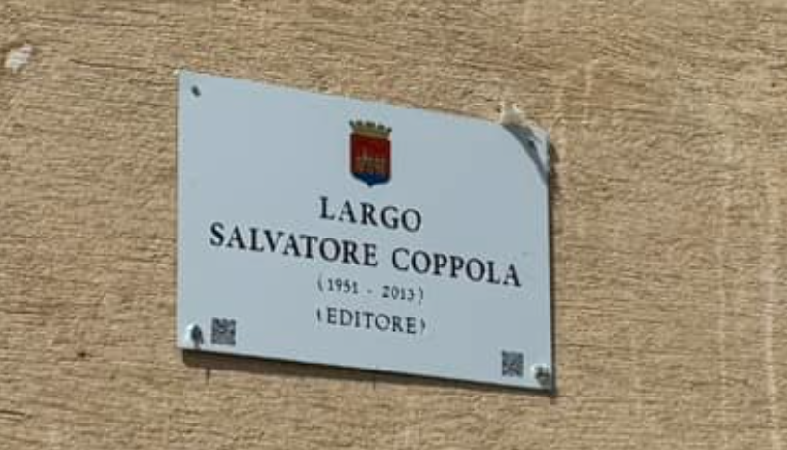 LARGO
SALVATORE COPPOLA
(1951 - 2013)
(EDITORE)